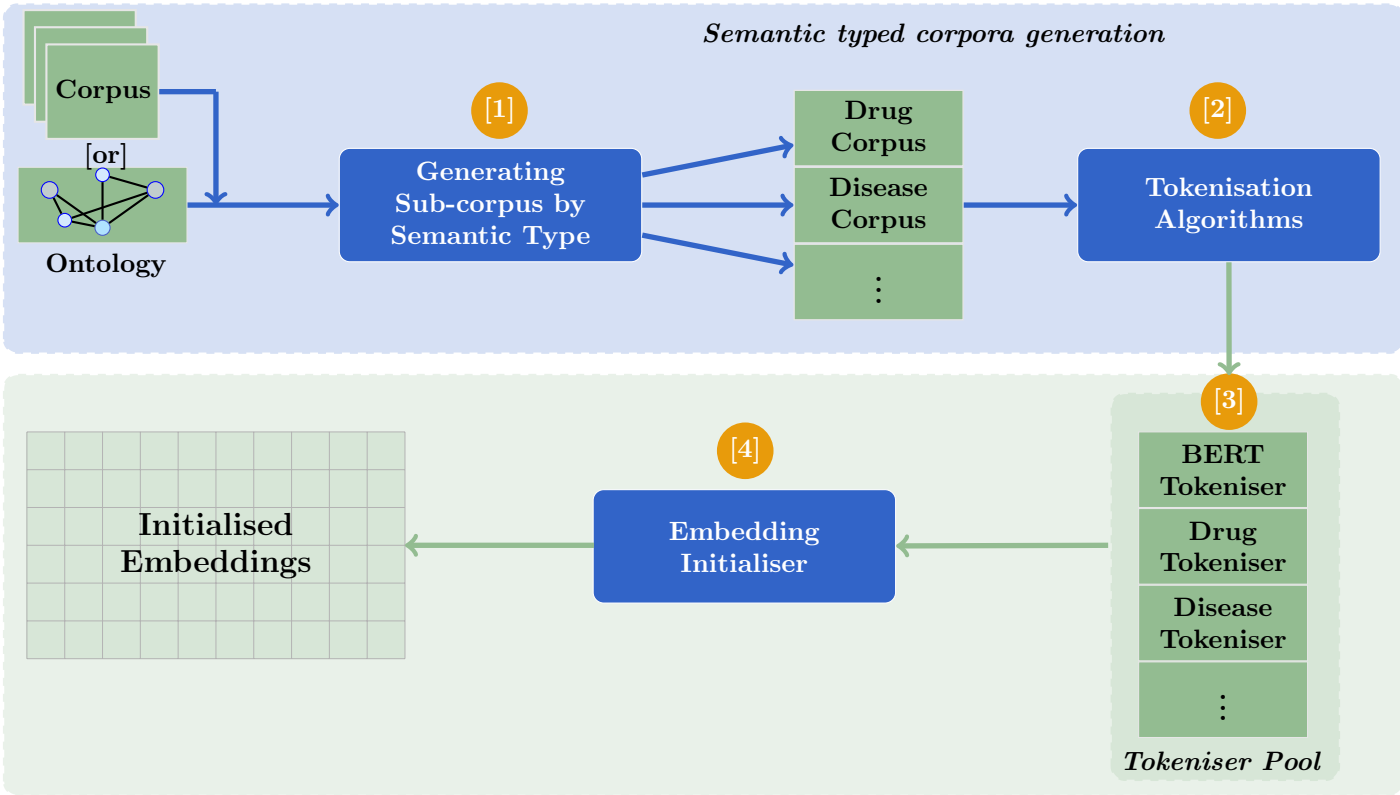 Semantic typed corpora generation
Corpus
[or]
Ontology
[1]
Generating
Sub-corpus by
Semantic Type
Drug
Corpus
Disease
Corpus
⋮
[2]
Tokenisation
Algorithms
[3]
BERT
Tokeniser
Drug
Tokeniser
Disease
Tokeniser
⋮
Tokeniser Pool
[4]
Embedding
Initialiser
Initialised
Embeddings